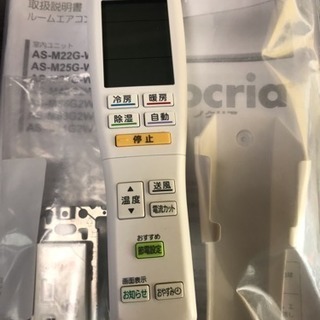 取扱説明書
ルームエアコン
室内ユニット
AS-M22G-W
AS-M25G-W
ocria
冷房
暖房
除湿
自動
停止
温度
送風
電流カット
おすすめ
節電設定
画面表示
お知らせ
おやすみ